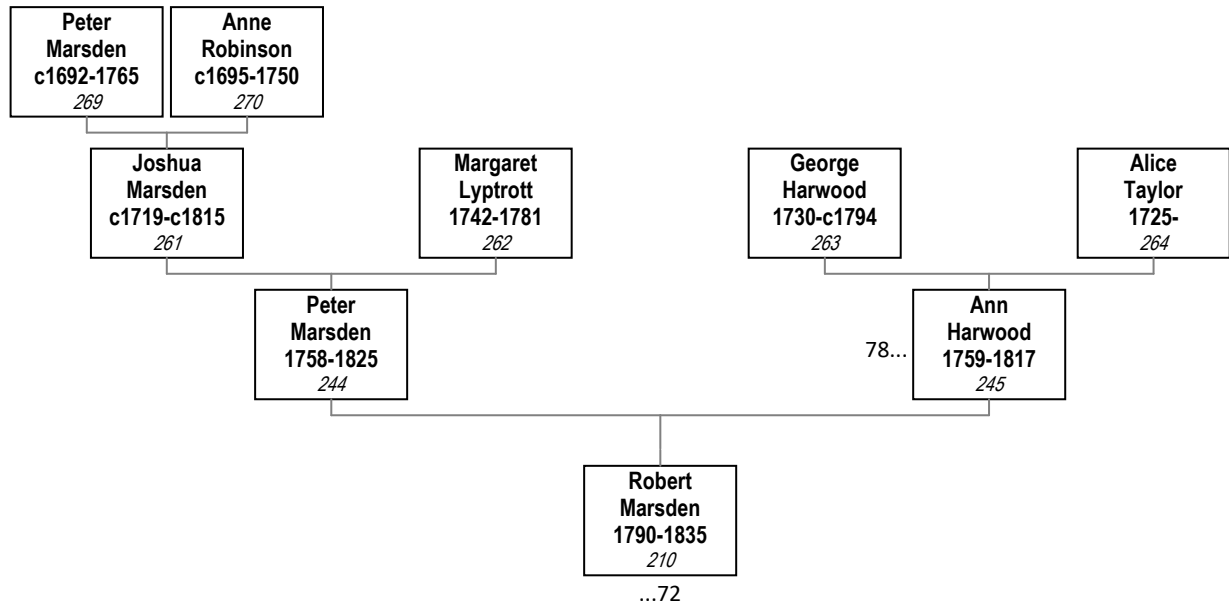 Peter
Marsden
c1692-1765
269
Anne
Robinson
c1695-1750
270
Joshua
Marsden
c1719-c1815
261
Margaret
Lyptrott
1742-1781
262
George
Harwood
1730-c1794
263
Alice
Taylor
1725-
264
Peter
Marsden
1758-1825
244
78...
Ann
Harwood
1759-1817
245
Robert
Marsden
1790-1835
210
...72